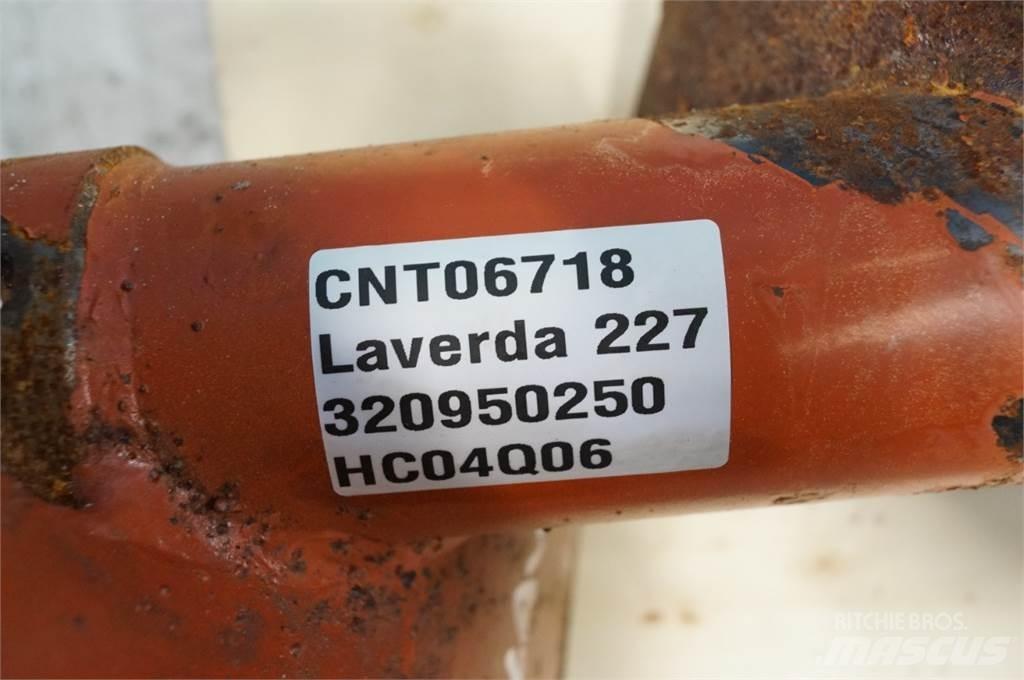 CNT06718
Laverda 227
320950250
HC04Q06
RITCHIE BROS.
MASCUS